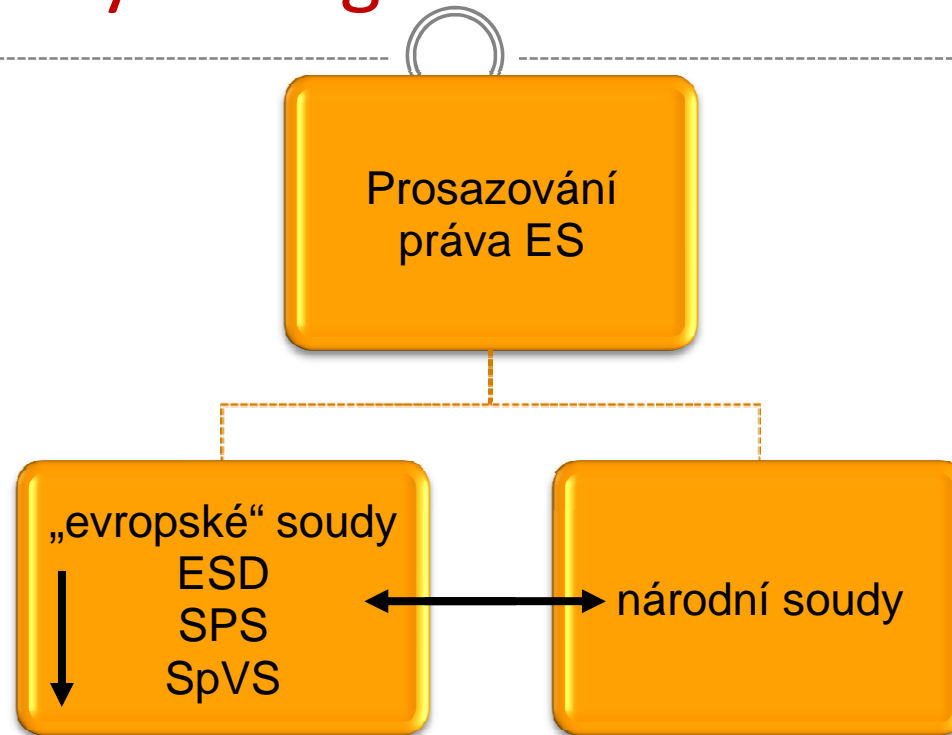 Prosazování
práva ES
„evropské“ soudy
ESD
SPS
SpVS
národní soudy